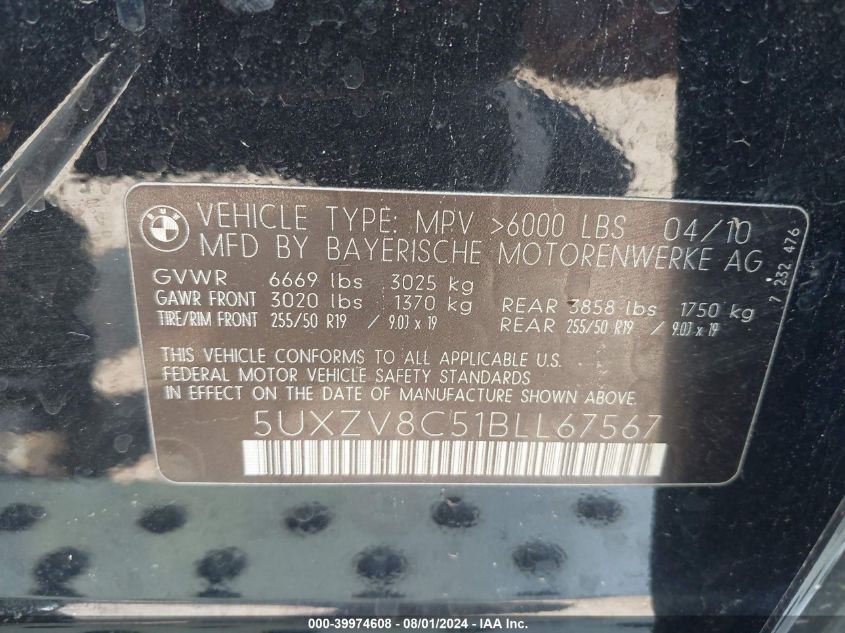 BMW
VEHICLE TYPE: MPV >6000 LBS 04/10
MFD BY BAYERISCHE MOTORENWERKE AG
GVWR 6669 lbs 3025 kg
GAWR FRONT 3020 lbs 1370 kg REAR 3858 lbs 1750 kg
TIRE/RIM FRONT 255/50 R19 / 9.0J x 19 REAR 255/50 R19 / 9.0J x 19
THIS VEHICLE CONFORMS TO ALL APPLICABLE U.S.
FEDERAL MOTOR VEHICLE SAFETY STANDARDS
IN EFFECT ON THE DATE OF MANUFACTURE SHOWN ABOVE.
5UXZV8C51BLL67567
7 232 476
000-39974608 - 08/01/2024 - IAA Inc.